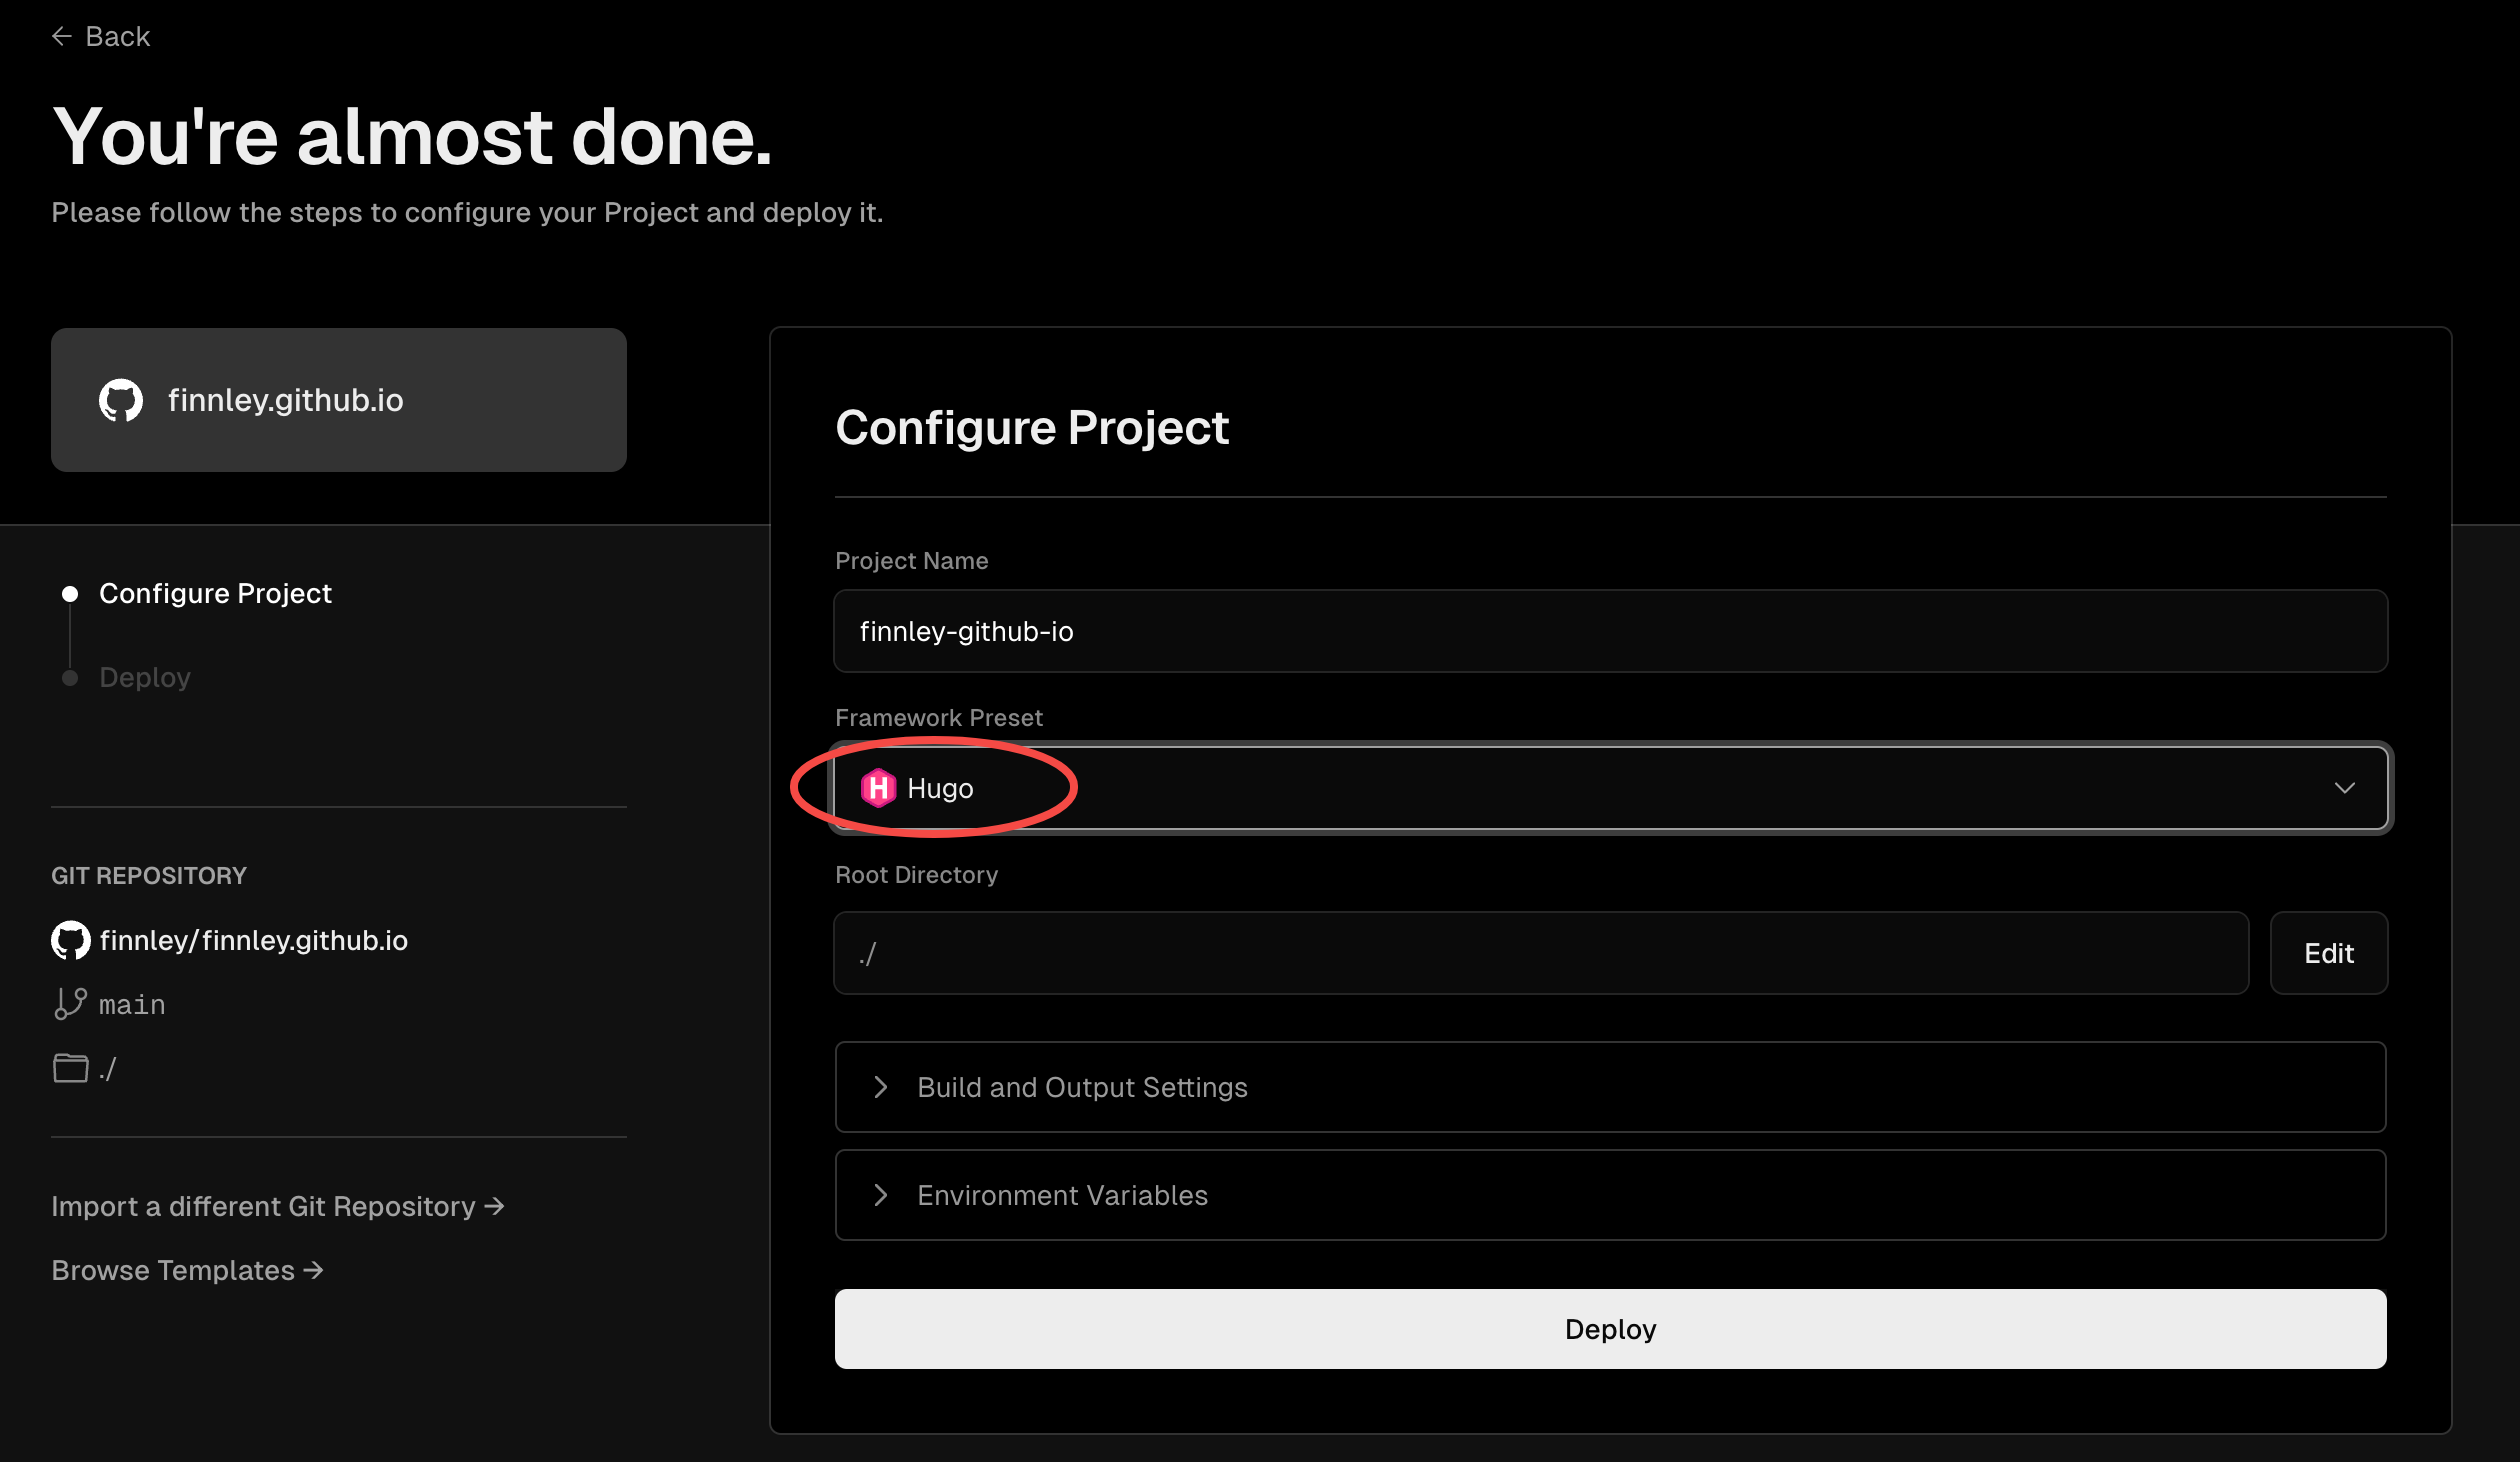 ← Back
You're almost done.
Please follow the steps to configure your Project and deploy it.
finnley.github.io
Configure Project
Deploy
GIT REPOSITORY
finnley/finnley.github.io
main
./
Import a different Git Repository →
Browse Templates →
Configure Project
Project Name
finnley-github-io
Framework Preset
H Hugo
Root Directory
./
Edit
Build and Output Settings
Environment Variables
Deploy